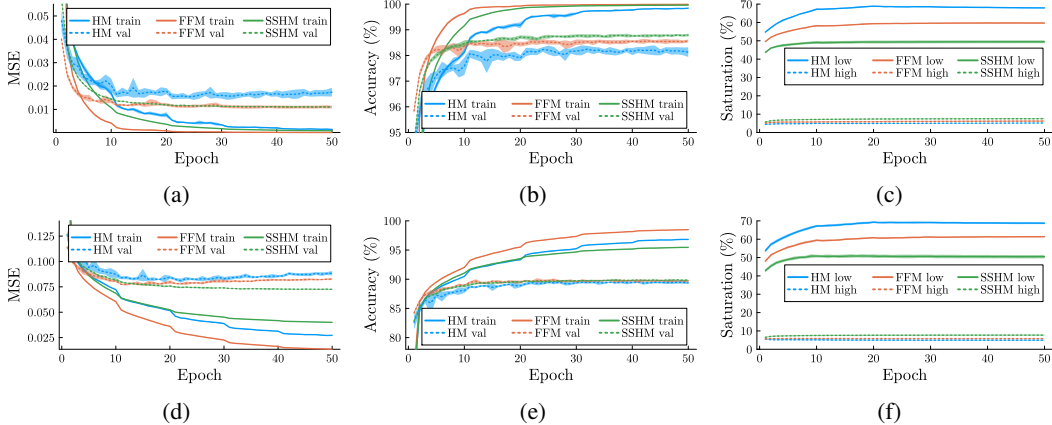 MSE
0.05
0.04
0.03
0.02
0.01
HM train FFM train SSHM train
HM val FFM val SSHM val
0 10 20 30 40 50
Epoch
(a)
Accuracy (%)
100
99
98
97
96
95
HM train FFM train SSHM train
HM val FFM val SSHM val
0 10 20 30 40 50
Epoch
(b)
Saturation (%)
70
60
50
40
30
20
10
0
HM low FFM low SSHM low
HM high FFM high SSHM high
0 10 20 30 40 50
Epoch
(c)
MSE
0.125
0.100
0.075
0.050
0.025
HM train FFM train SSHM train
HM val FFM val SSHM val
0 10 20 30 40 50
Epoch
(d)
Accuracy (%)
100
95
90
85
80
HM train FFM train SSHM train
HM val FFM val SSHM val
0 10 20 30 40 50
Epoch
(e)
Saturation (%)
70
60
50
40
30
20
10
0
HM low FFM low SSHM low
HM high FFM high SSHM high
0 10 20 30 40 50
Epoch
(f)